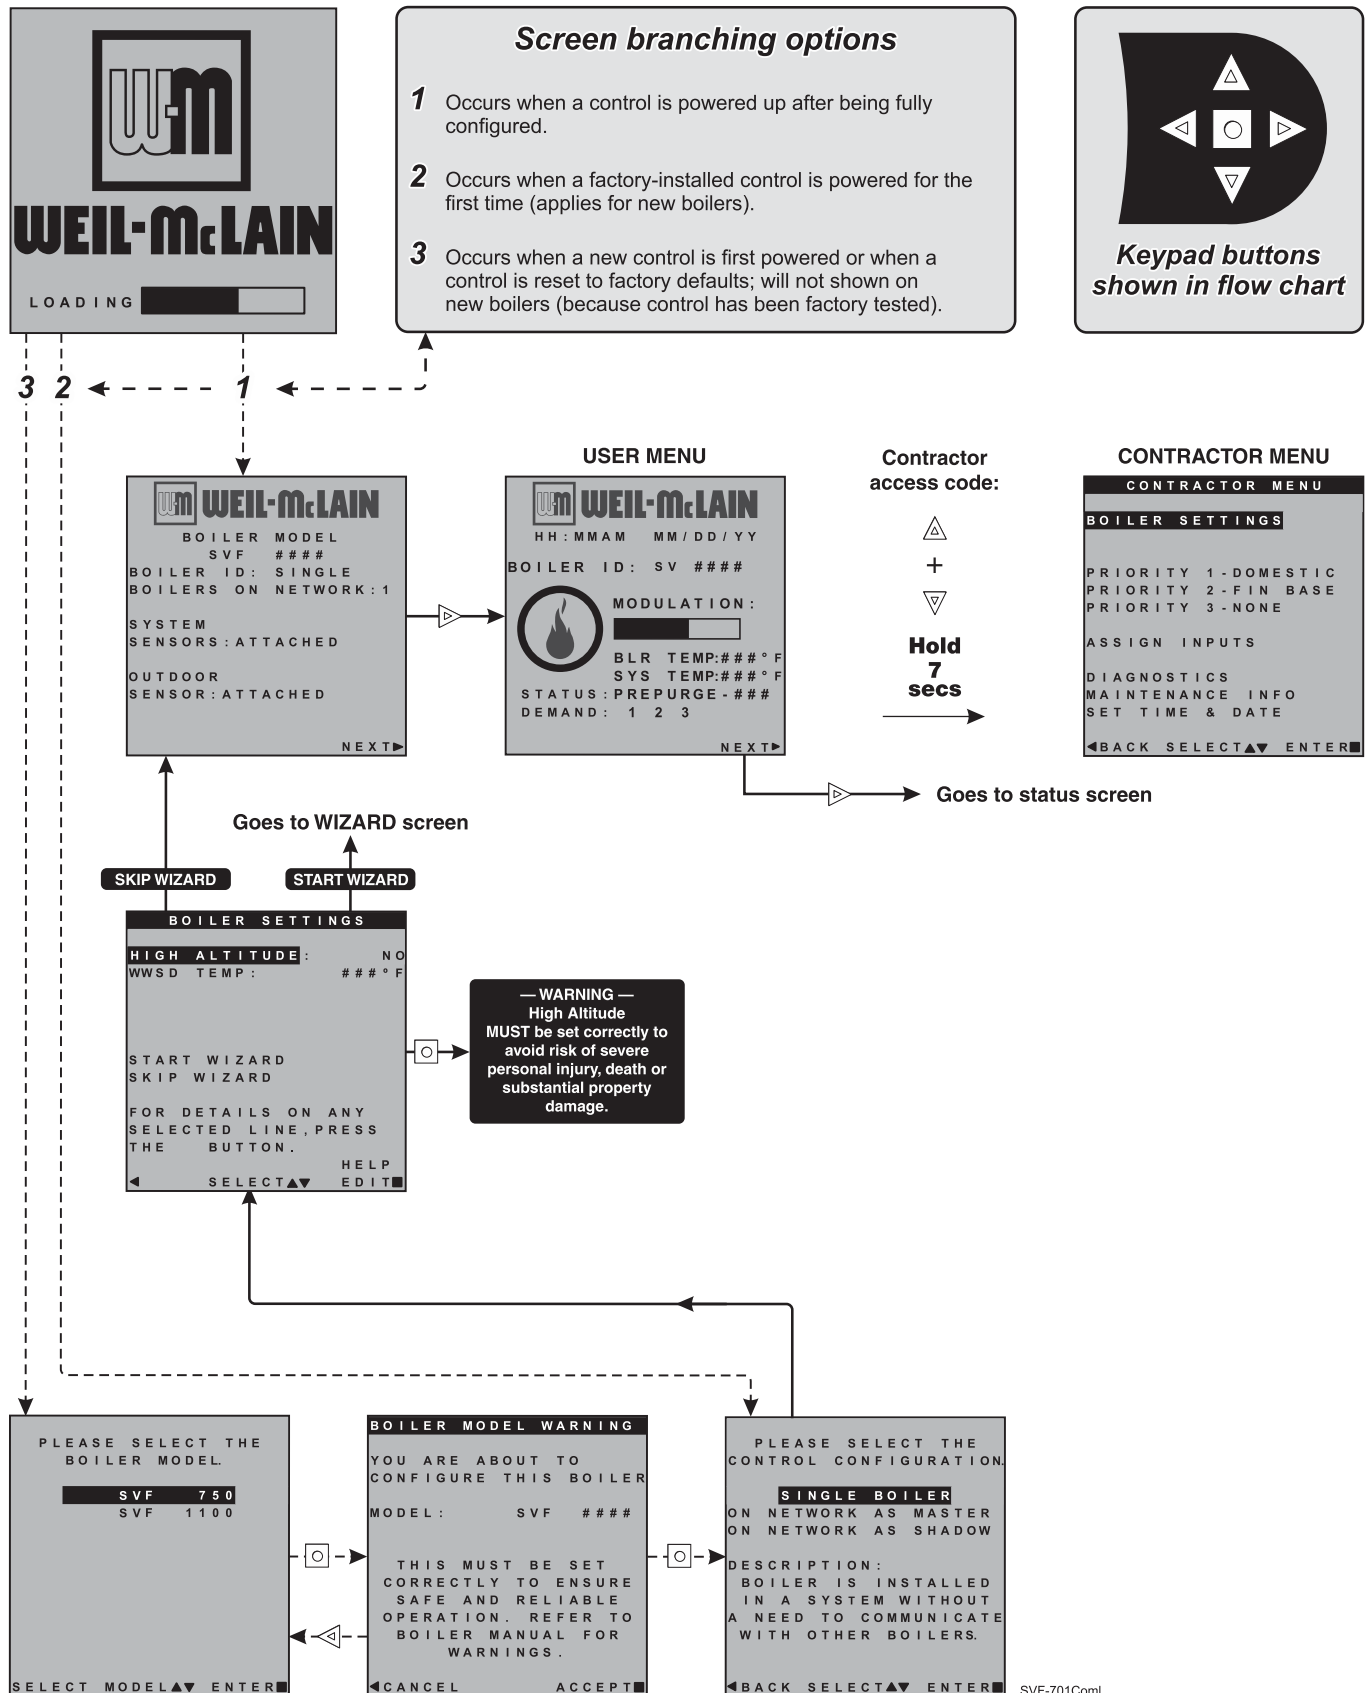 WM
WEIL-McLAIN
LOADING
Screen branching options
1 Occurs when a control is powered up after being fully
configured.
2 Occurs when a factory-installed control is powered for the
first time (applies for new boilers).
3 Occurs when a new control is first powered or when a
control is reset to factory defaults; will not shown on
new boilers (because control has been factory tested).
Keypad buttons
shown in flow chart
3 2 1
WM WEIL-McLAIN
BOILER MODEL
SVF ####
BOILER ID: SINGLE
BOILERS ON NETWORK:1
SYSTEM
SENSORS:ATTACHED
OUTDOOR
SENSOR:ATTACHED
NEXT▶
USER MENU
WM WEIL-McLAIN
HH:MMAM MM/DD/YY
BOILER ID: SV ####
MODULATION:
BLR TEMP:###°F
SYS TEMP:###°F
STATUS:PREPURGE-###
DEMAND: 1 2 3
NEXT▶
Goes to status screen
Contractor
access code:
+
Hold
7
secs
CONTRACTOR MENU
CONTRACTOR MENU
BOILER SETTINGS
PRIORITY 1-DOMESTIC
PRIORITY 2-FIN BASE
PRIORITY 3-NONE
ASSIGN INPUTS
DIAGNOSTICS
MAINTENANCE INFO
SET TIME & DATE
◀BACK SELECT▲▼ ENTER■
Goes to WIZARD screen
SKIP WIZARD
START WIZARD
BOILER SETTINGS
HIGH ALTITUDE: NO
WWSD TEMP: ###°F
START WIZARD
SKIP WIZARD
FOR DETAILS ON ANY
SELECTED LINE,PRESS
THE BUTTON.
HELP
◀ SELECT▲▼ EDIT■
— WARNING —
High Altitude
MUST be set correctly to
avoid risk of severe
personal injury, death or
substantial property
damage.
PLEASE SELECT THE
BOILER MODEL.
SVF 750
SVF 1100
SELECT MODEL▲▼ ENTER■
BOILER MODEL WARNING
YOU ARE ABOUT TO
CONFIGURE THIS BOILER
MODEL: SVF ####
THIS MUST BE SET
CORRECTLY TO ENSURE
SAFE AND RELIABLE
OPERATION. REFER TO
BOILER MANUAL FOR
WARNINGS.
◀CANCEL ACCEPT■
PLEASE SELECT THE
CONTROL CONFIGURATION.
SINGLE BOILER
ON NETWORK AS MASTER
ON NETWORK AS SHADOW
DESCRIPTION:
BOILER IS INSTALLED
IN A SYSTEM WITHOUT
A NEED TO COMMUNICATE
WITH OTHER BOILERS.
◀BACK SELECT▲▼ ENTER■